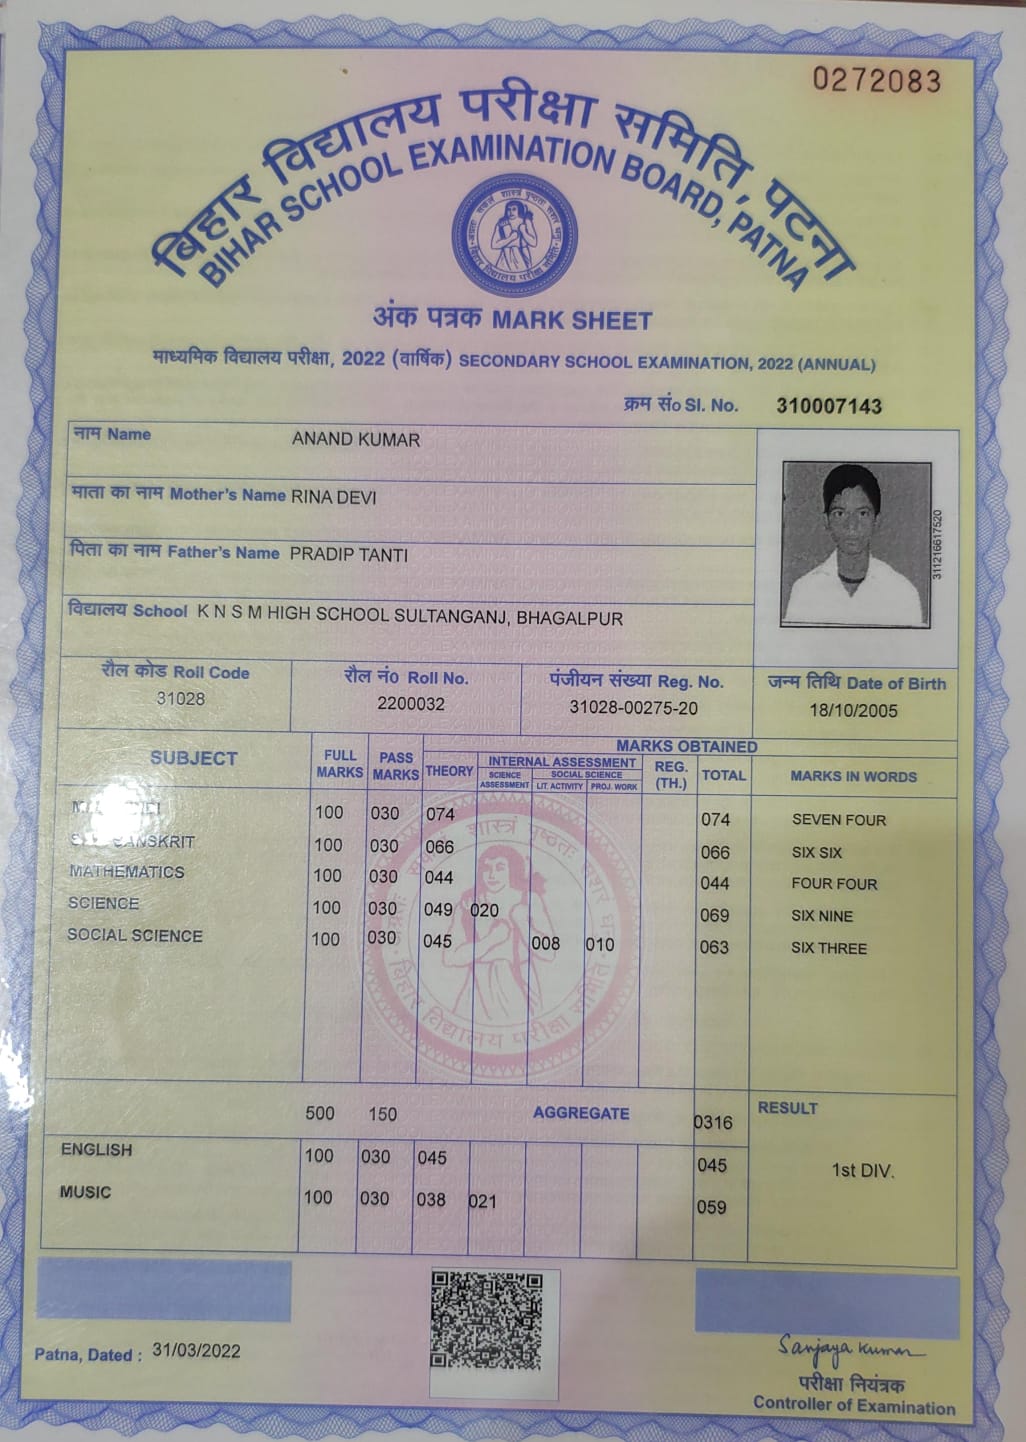 0272083
बिहार विद्यालय परीक्षा समिति, पटना
BIHAR SCHOOL EXAMINATION BOARD, PATNA
अंक पत्रक MARK SHEET
माध्यमिक विद्यालय परीक्षा, 2022 (वार्षिक) SECONDARY SCHOOL EXAMINATION, 2022 (ANNUAL)
क्रम सं० Sl. No. 310007143
नाम Name ANAND KUMAR
माता का नाम Mother's Name RINA DEVI
पिता का नाम Father's Name PRADIP TANTI
विद्यालय School K N S M HIGH SCHOOL SULTANGANJ, BHAGALPUR
311216617520
रौल कोड Roll Code रौल नं० Roll No. पंजीयन संख्या Reg. No. जन्म तिथि Date of Birth
31028 2200032 31028-00275-20 18/10/2005
SUBJECT FULL MARKS PASS MARKS MARKS OBTAINED
THEORY INTERNAL ASSESSMENT REG. (TH.) TOTAL MARKS IN WORDS
SCIENCE ASSESSMENT SOCIAL SCIENCE
LIT. ACTIVITY PROJ. WORK
100 030 074 074 SEVEN FOUR
SANSKRIT 100 030 066 066 SIX SIX
MATHEMATICS 100 030 044 044 FOUR FOUR
SCIENCE 100 030 049 020 069 SIX NINE
SOCIAL SCIENCE 100 030 045 008 010 063 SIX THREE
500 150 AGGREGATE 0316 RESULT
ENGLISH 100 030 045 045 1st DIV.
MUSIC 100 030 038 021 059
Patna, Dated : 31/03/2022
Sanjaya Kumar
परीक्षा नियंत्रक
Controller of Examination